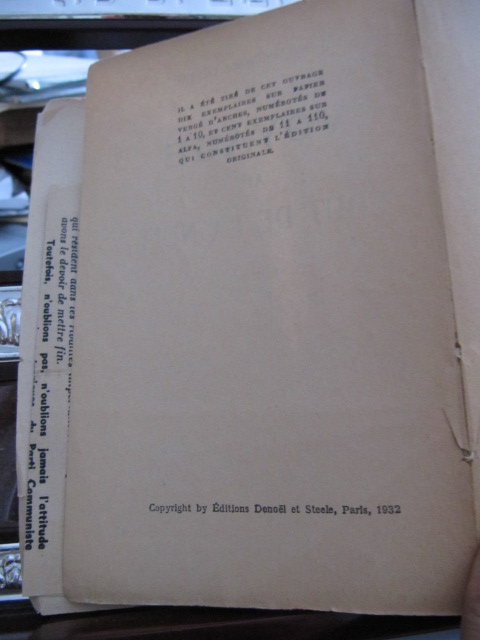 IL A ÉTÉ TIRÉ DE CET OUVRAGE
DIX EXEMPLAIRES SUR PAPIER
VERGÉ D'ARCHES, NUMÉROTÉS DE
1 A 10, ET CENT EXEMPLAIRES SUR
ALFA, NUMÉROTÉS DE 11 A 110,
QUI CONSTITUENT L'ÉDITION
ORIGINALE.
Copyright by Éditions Denoël et Steele, Paris, 1932
qui résident dans les
avons le devoir de mettre fin.
Toutefois, n'oublions pas, n'oublions jamais l'attitude
du Parti Communiste